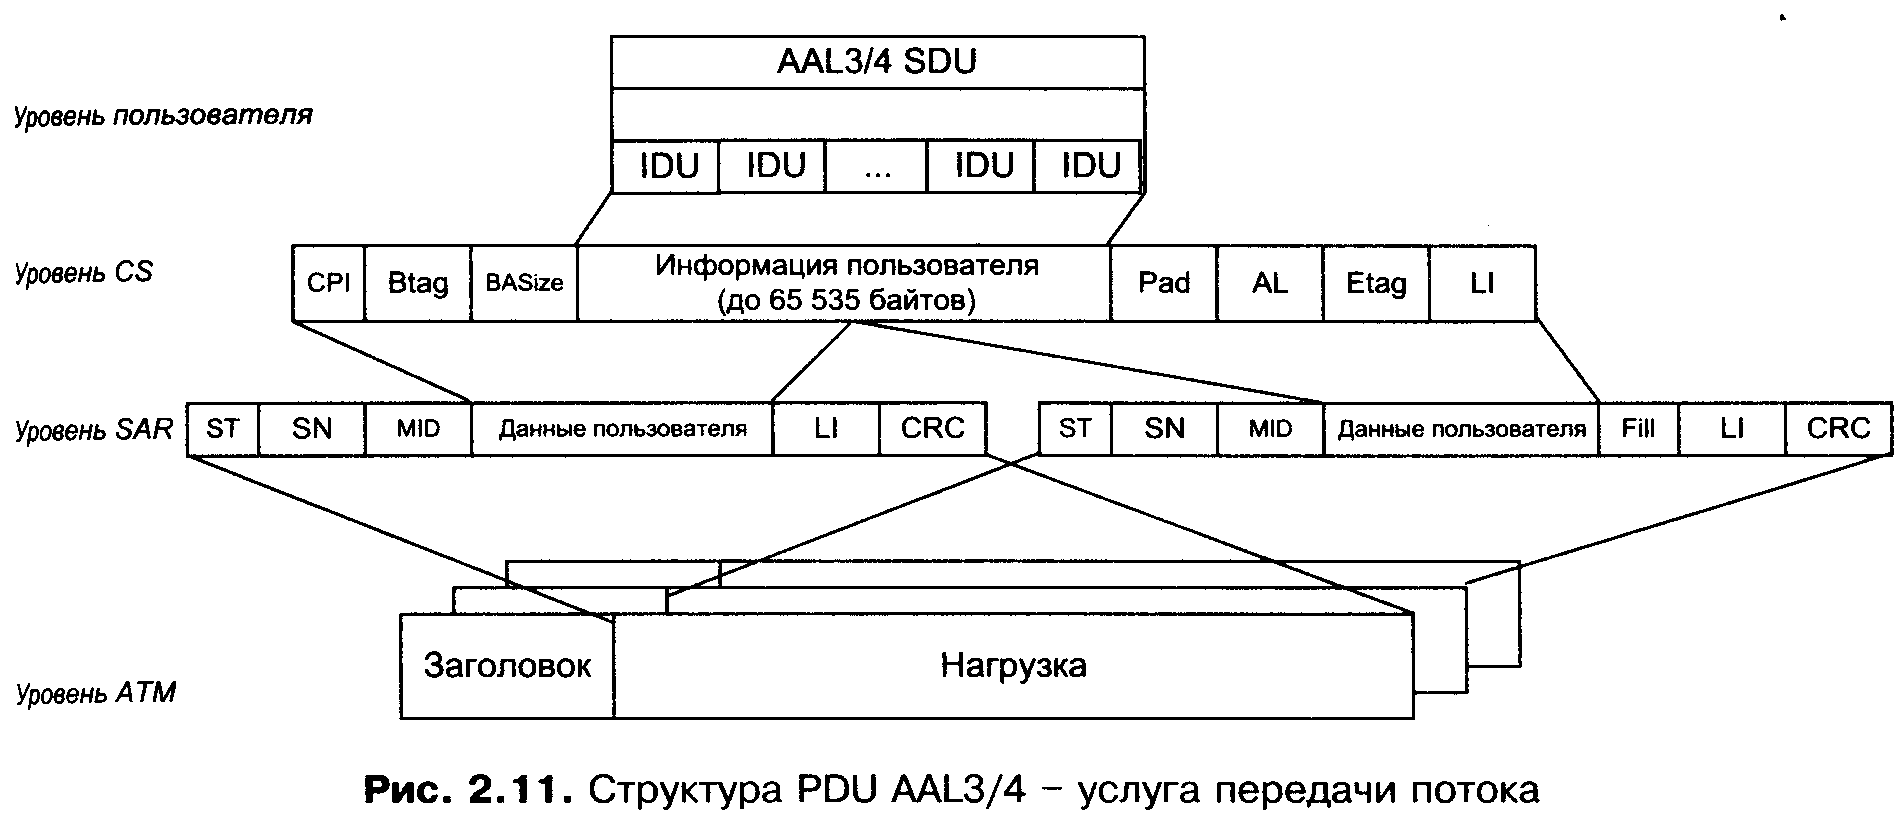 AAL3/4 SDU
Уровень пользователя
IDU IDU ... IDU IDU
Уровень CS
CPI Btag BASize Информация пользователя (до 65 535 байтов) Pad AL Etag LI
Уровень SAR
ST SN MID Данные пользователя LI CRC ST SN MID Данные пользователя Fill LI CRC
Заголовок Нагрузка
Уровень ATM
Рис. 2.11. Структура PDU AAL3/4 – услуга передачи потока